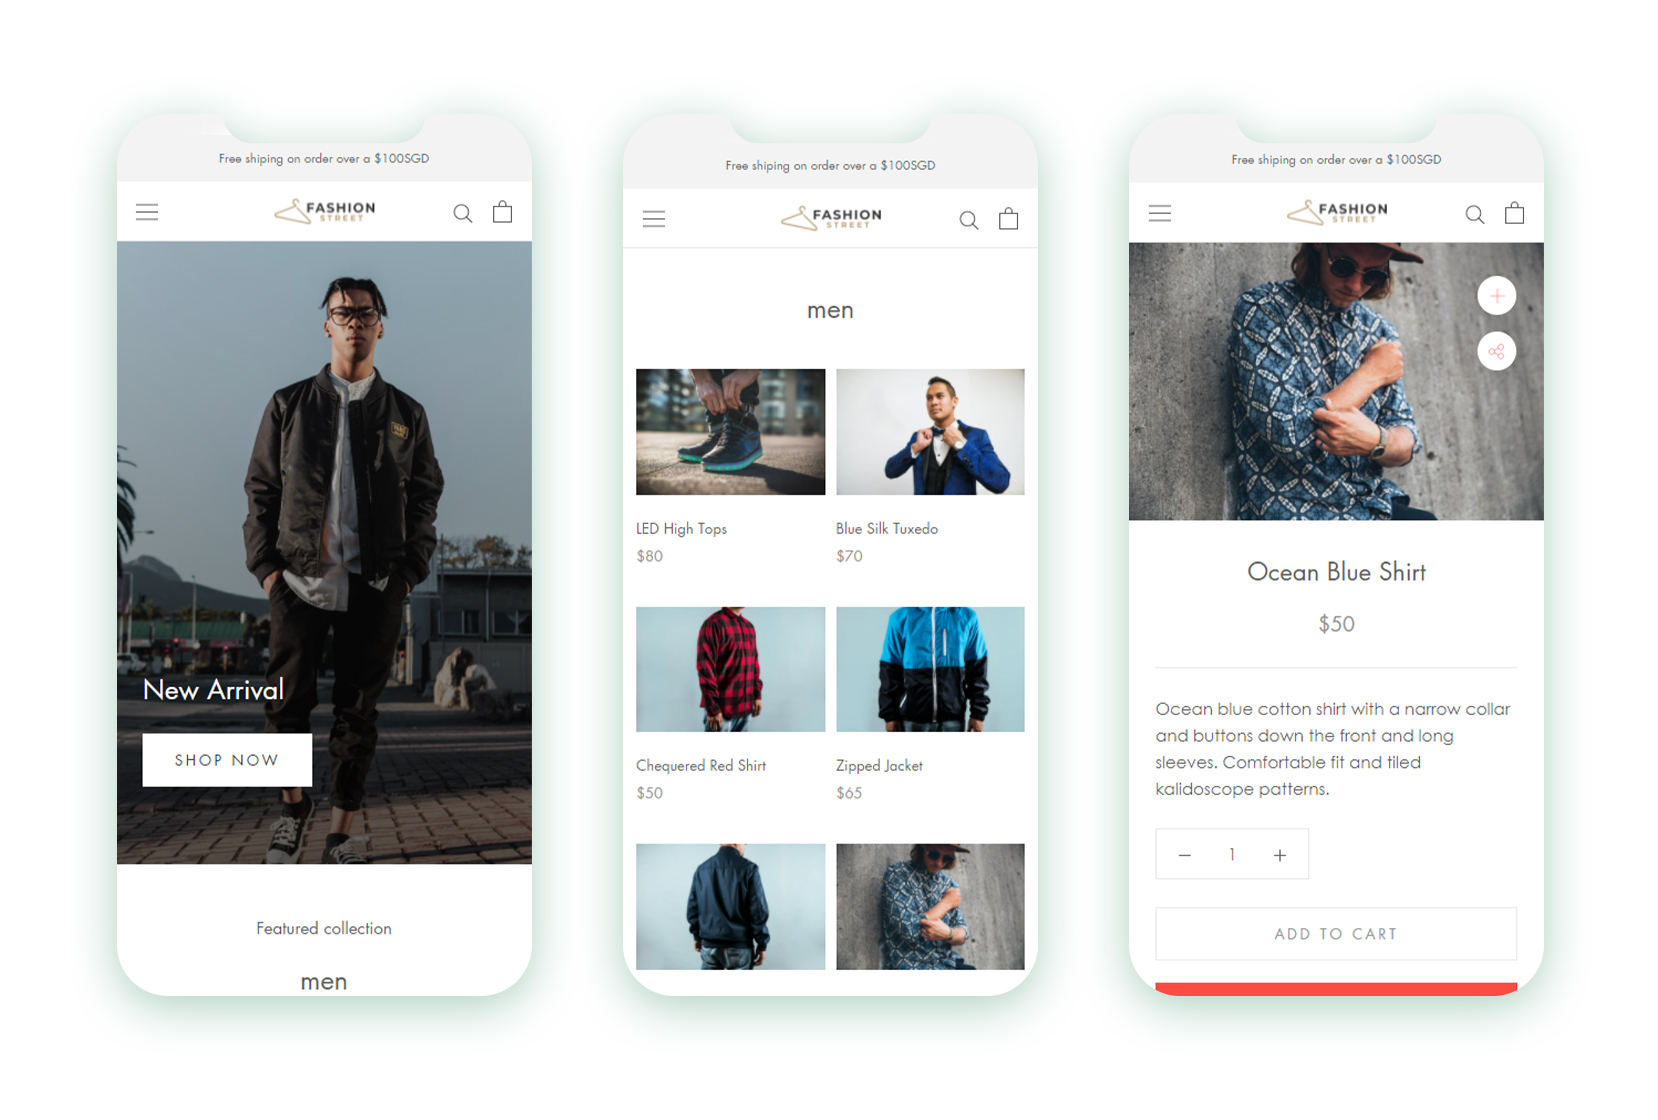 Free shiping on order over a $100SGD
FASHION
STREET
New Arrival
SHOP NOW
Featured collection
men
Free shiping on order over a $100SGD
FASHION
STREET
men
LED High Tops
Blue Silk Tuxedo
$80
$70
Chequered Red Shirt
Zipped Jacket
$50
$65
Free shiping on order over a $100SGD
FASHION
STREET
Ocean Blue Shirt
$50
Ocean blue cotton shirt with a narrow collar
and buttons down the front and long
sleeves. Comfortable fit and tiled
kalidoscope patterns.
− 1 +
ADD TO CART